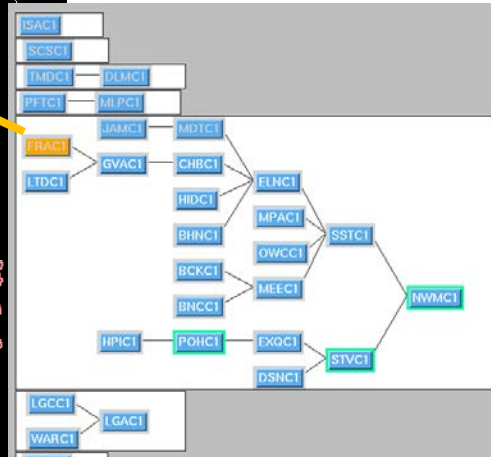 ISAC1
SCSC1
TMDC1 DLMC1
PFTC1 MLPC1
JAMC1 MDTC1
FRAC1
GVAC1 CHBC1
LTDC1 ELNC1
HIDC1
MPAC1
BHNC1 SSTC1
OWCC1
BCKC1
MEEC1
NWMC1
BNCC1
HPIC1 POHC1 EXQC1
STVC1
DSNC1
LGCC1
LGAC1
WARC1